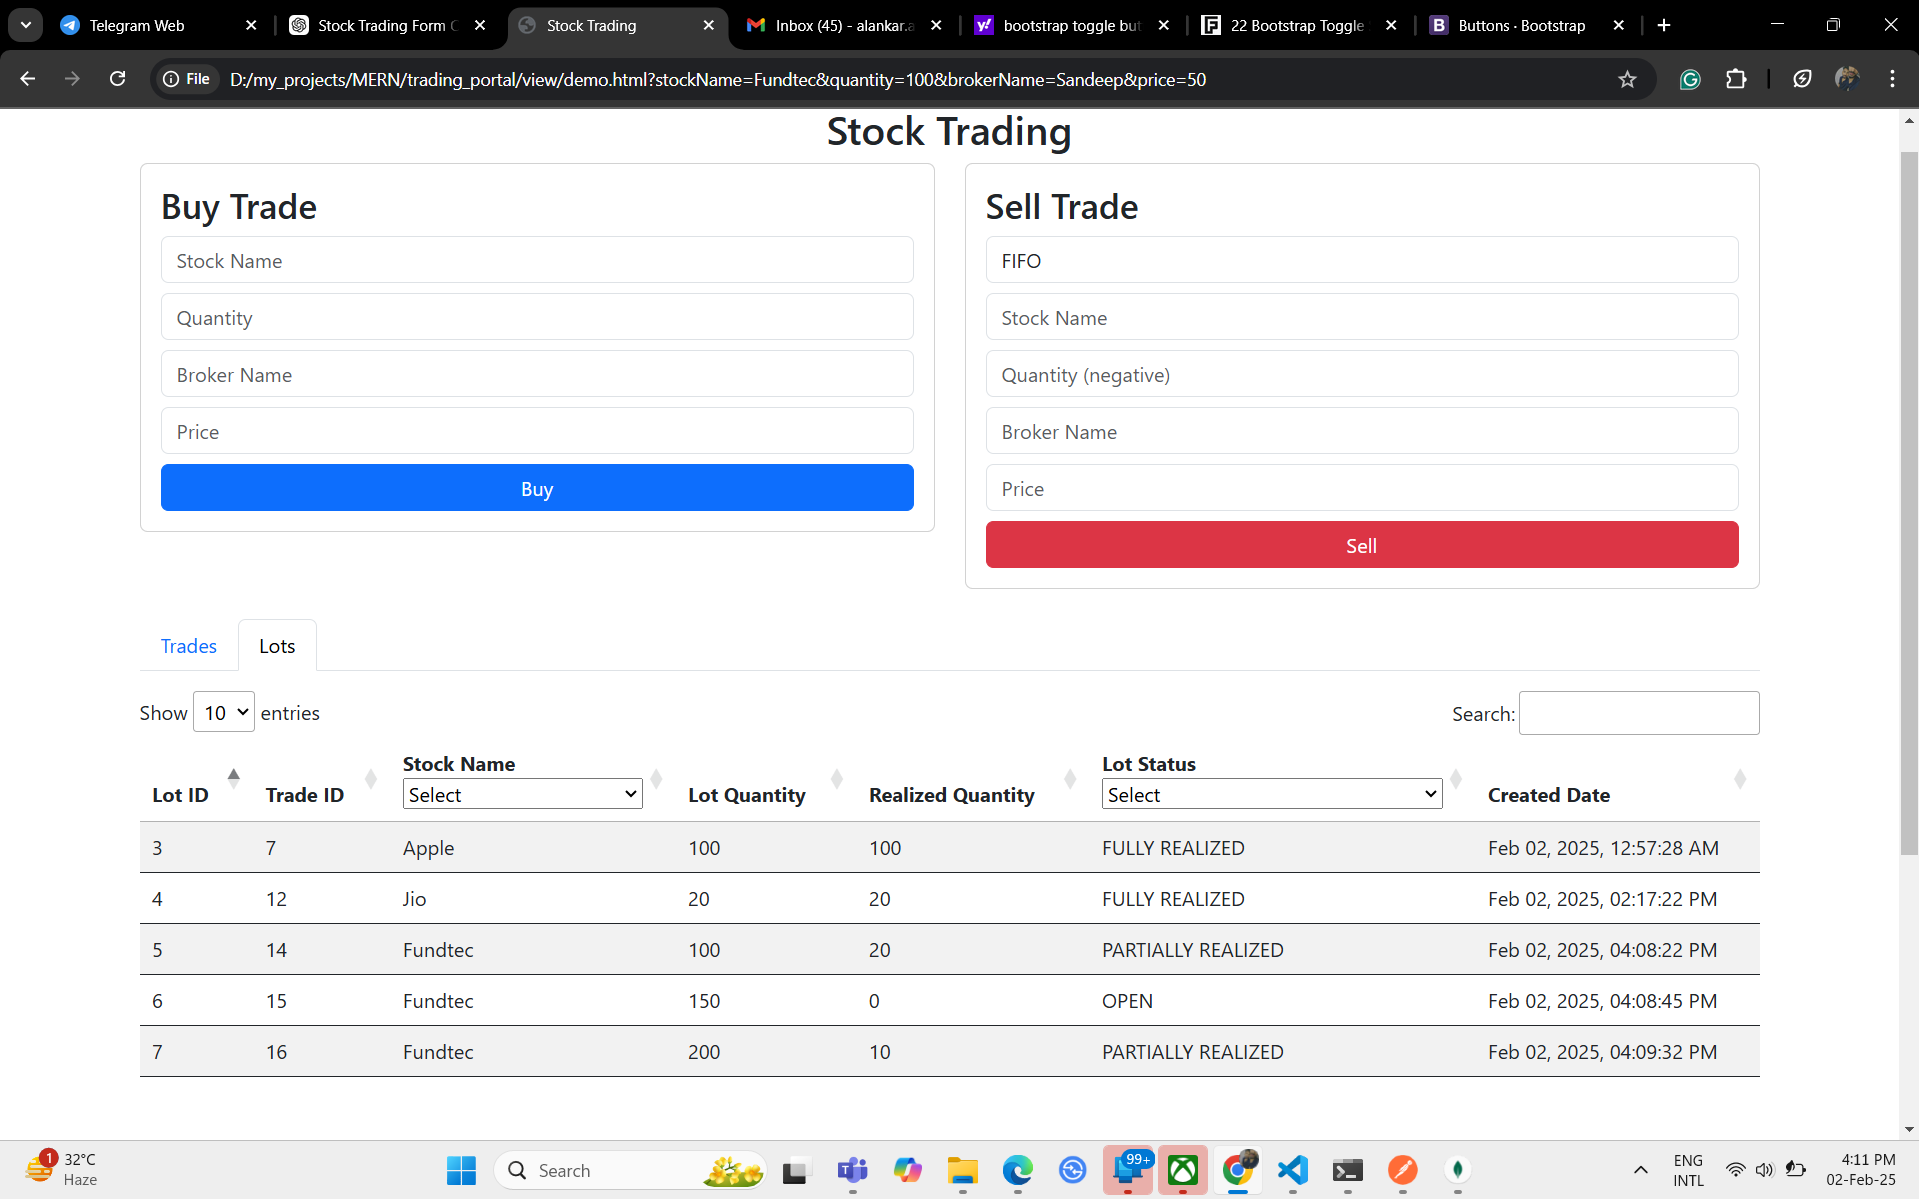 Telegram Web
Stock Trading Form C
Stock Trading
Inbox (45) - alankar.a
bootstrap toggle but
22 Bootstrap Toggle
Buttons · Bootstrap
File
D:/my_projects/MERN/trading_portal/view/demo.html?stockName=Fundtec&quantity=100&brokerName=Sandeep&price=50
Stock Trading
Buy Trade
Stock Name
Quantity
Broker Name
Price
Buy
Sell Trade
FIFO
Stock Name
Quantity (negative)
Broker Name
Price
Sell
Trades Lots
Show 10 entries
Search:
Lot ID Trade ID Stock Name Select Lot Quantity Realized Quantity Lot Status Select Created Date
3 7 Apple 100 100 FULLY REALIZED Feb 02, 2025, 12:57:28 AM
4 12 Jio 20 20 FULLY REALIZED Feb 02, 2025, 02:17:22 PM
5 14 Fundtec 100 20 PARTIALLY REALIZED Feb 02, 2025, 04:08:22 PM
6 15 Fundtec 150 0 OPEN Feb 02, 2025, 04:08:45 PM
7 16 Fundtec 200 10 PARTIALLY REALIZED Feb 02, 2025, 04:09:32 PM
1
32°C
Haze
Search
99+
ENG
INTL
4:11 PM
02-Feb-25